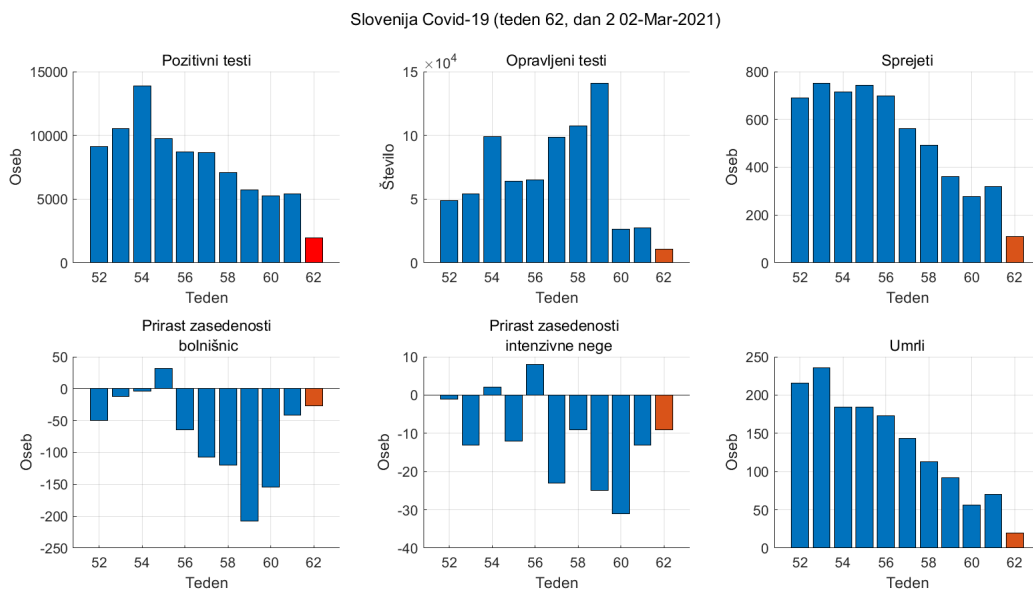 Slovenija Covid-19 (teden 62, dan 2 02-Mar-2021)
Pozitivni testi
15000
10000
5000
0
Oseb
52 54 56 58 60 62
Teden
Opravljeni testi
×10⁴
15
10
5
0
Število
52 54 56 58 60 62
Teden
Sprejeti
800
600
400
200
0
Oseb
52 54 56 58 60 62
Teden
Prirast zasedenosti
bolnišnic
50
0
-50
-100
-150
-200
-250
Oseb
52 54 56 58 60 62
Teden
Prirast zasedenosti
intenzivne nege
10
0
-10
-20
-30
-40
Oseb
52 54 56 58 60 62
Teden
Umrli
250
200
150
100
50
0
Oseb
52 54 56 58 60 62
Teden